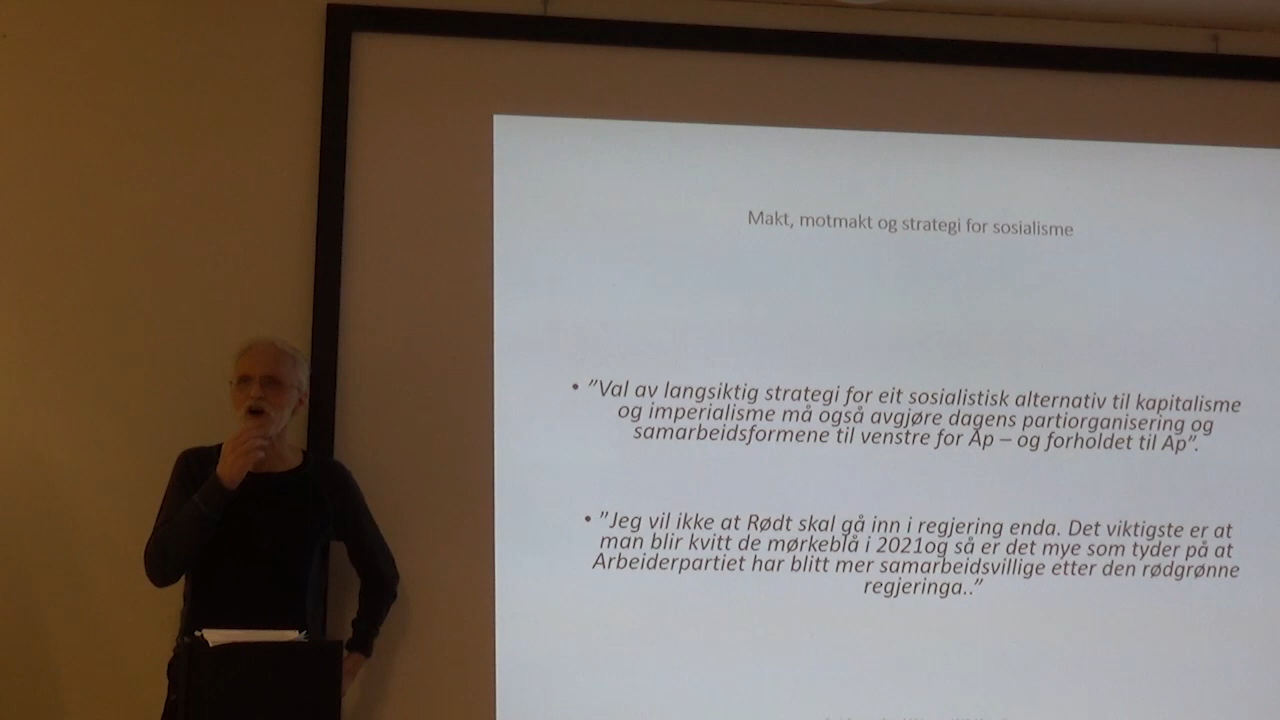 Makt, motmakt og strategi for sosialisme
• ”Val av langsiktig strategi for eit sosialistisk alternativ til kapitalisme
og imperialisme må også avgjøre dagens partiorganisering og
samarbeidsformene til venstre for Ap – og forholdet til Ap”.
• ”Jeg vil ikke at Rødt skal gå inn i regjering enda. Det viktigste er at
man blir kvitt de mørkeblå i 2021og så er det mye som tyder på at
Arbeiderpartiet har blitt mer samarbeidsvillige etter den rødgrønne
regjeringa..”